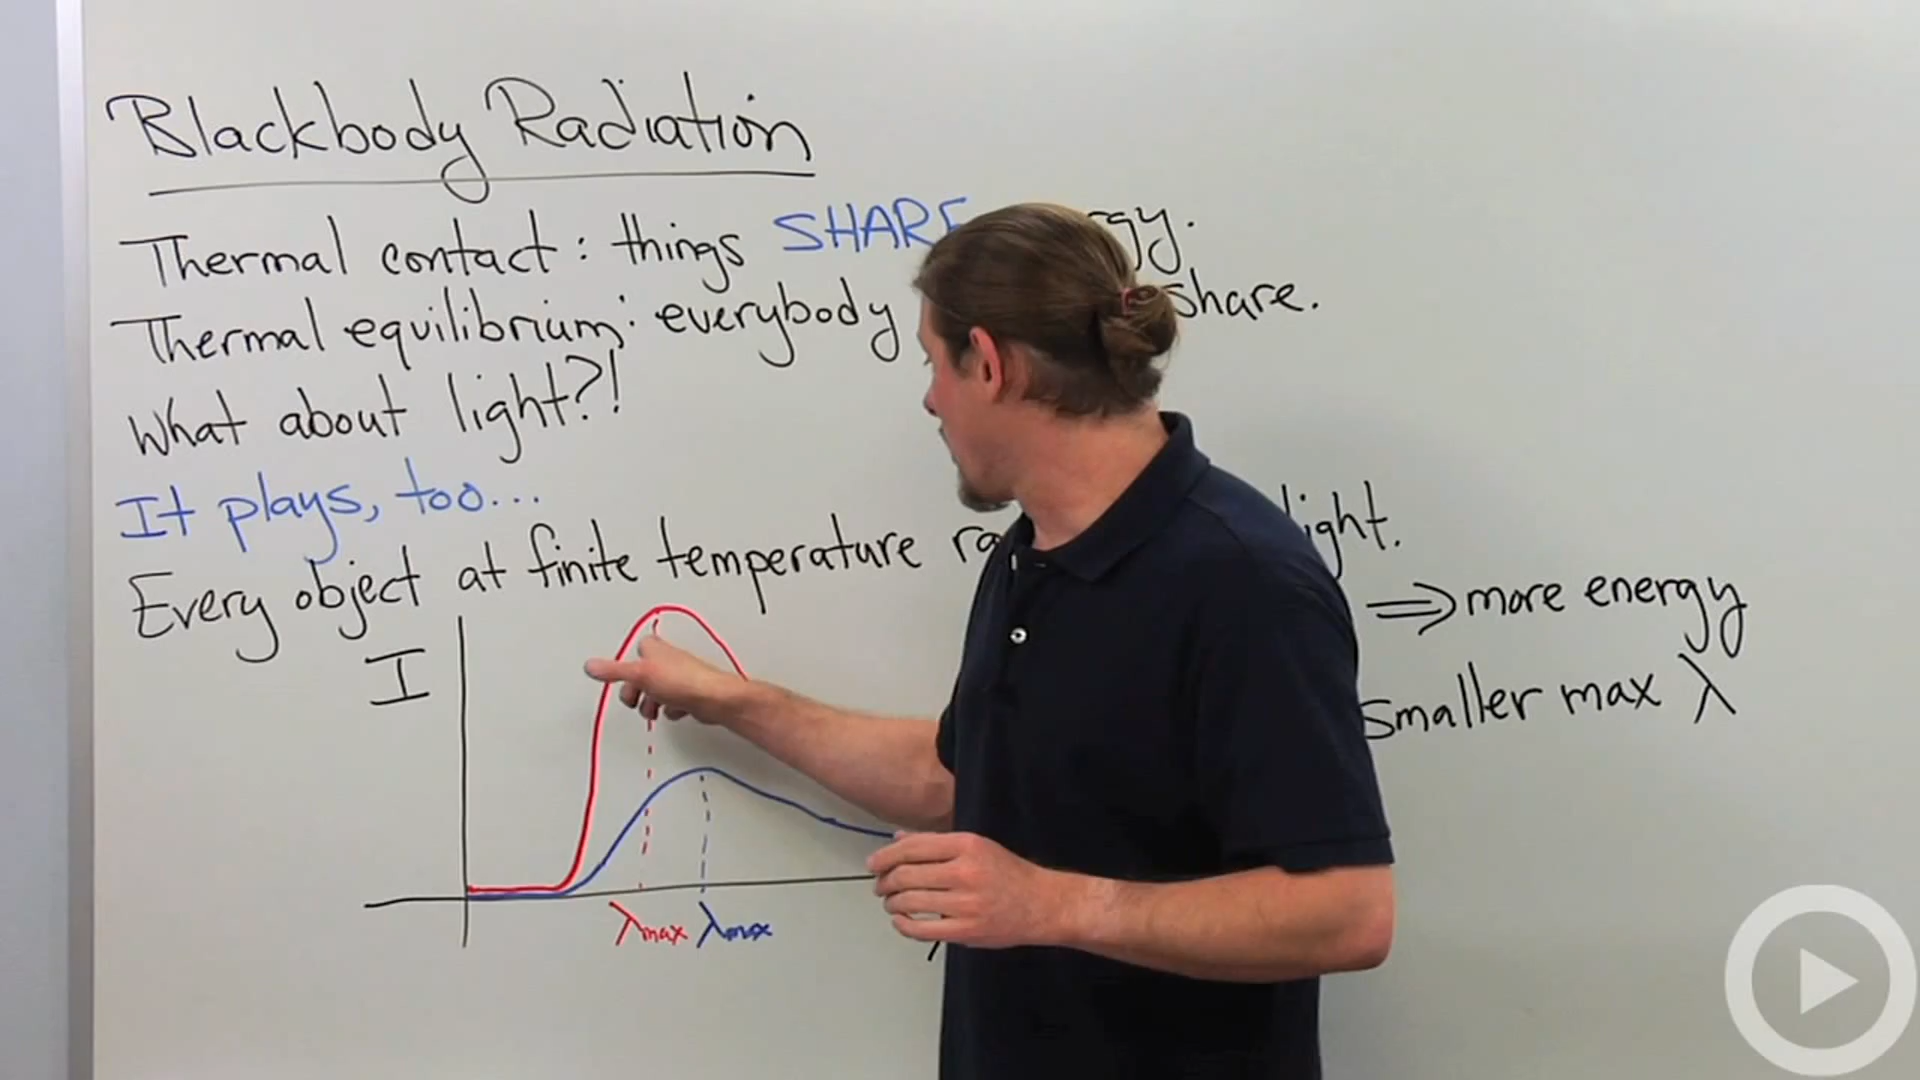 Blackbody Radiation
Thermal contact: things SHARE
Thermal equilibrium: everybody share.
What about light?!
It plays, too...
Every object at finite temperature light.
⇒ more energy
smaller max λ
I
λmax λmax